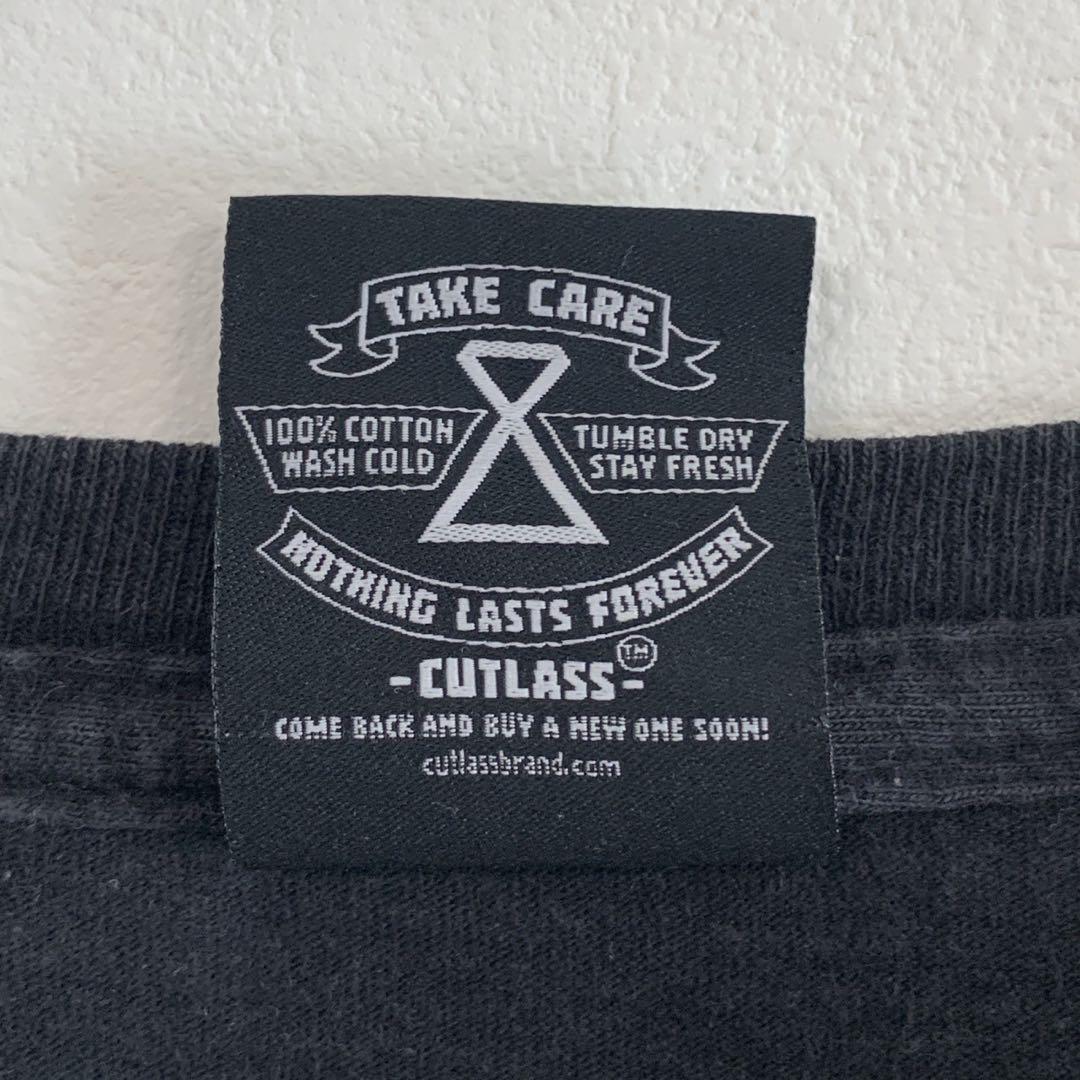 TAKE CARE
100% COTTON
WASH COLD
TUMBLE DRY
STAY FRESH
NOTHING LASTS FOREVER
-CUTLASS-™
COME BACK AND BUY A NEW ONE SOON!
cutlassbrand.com